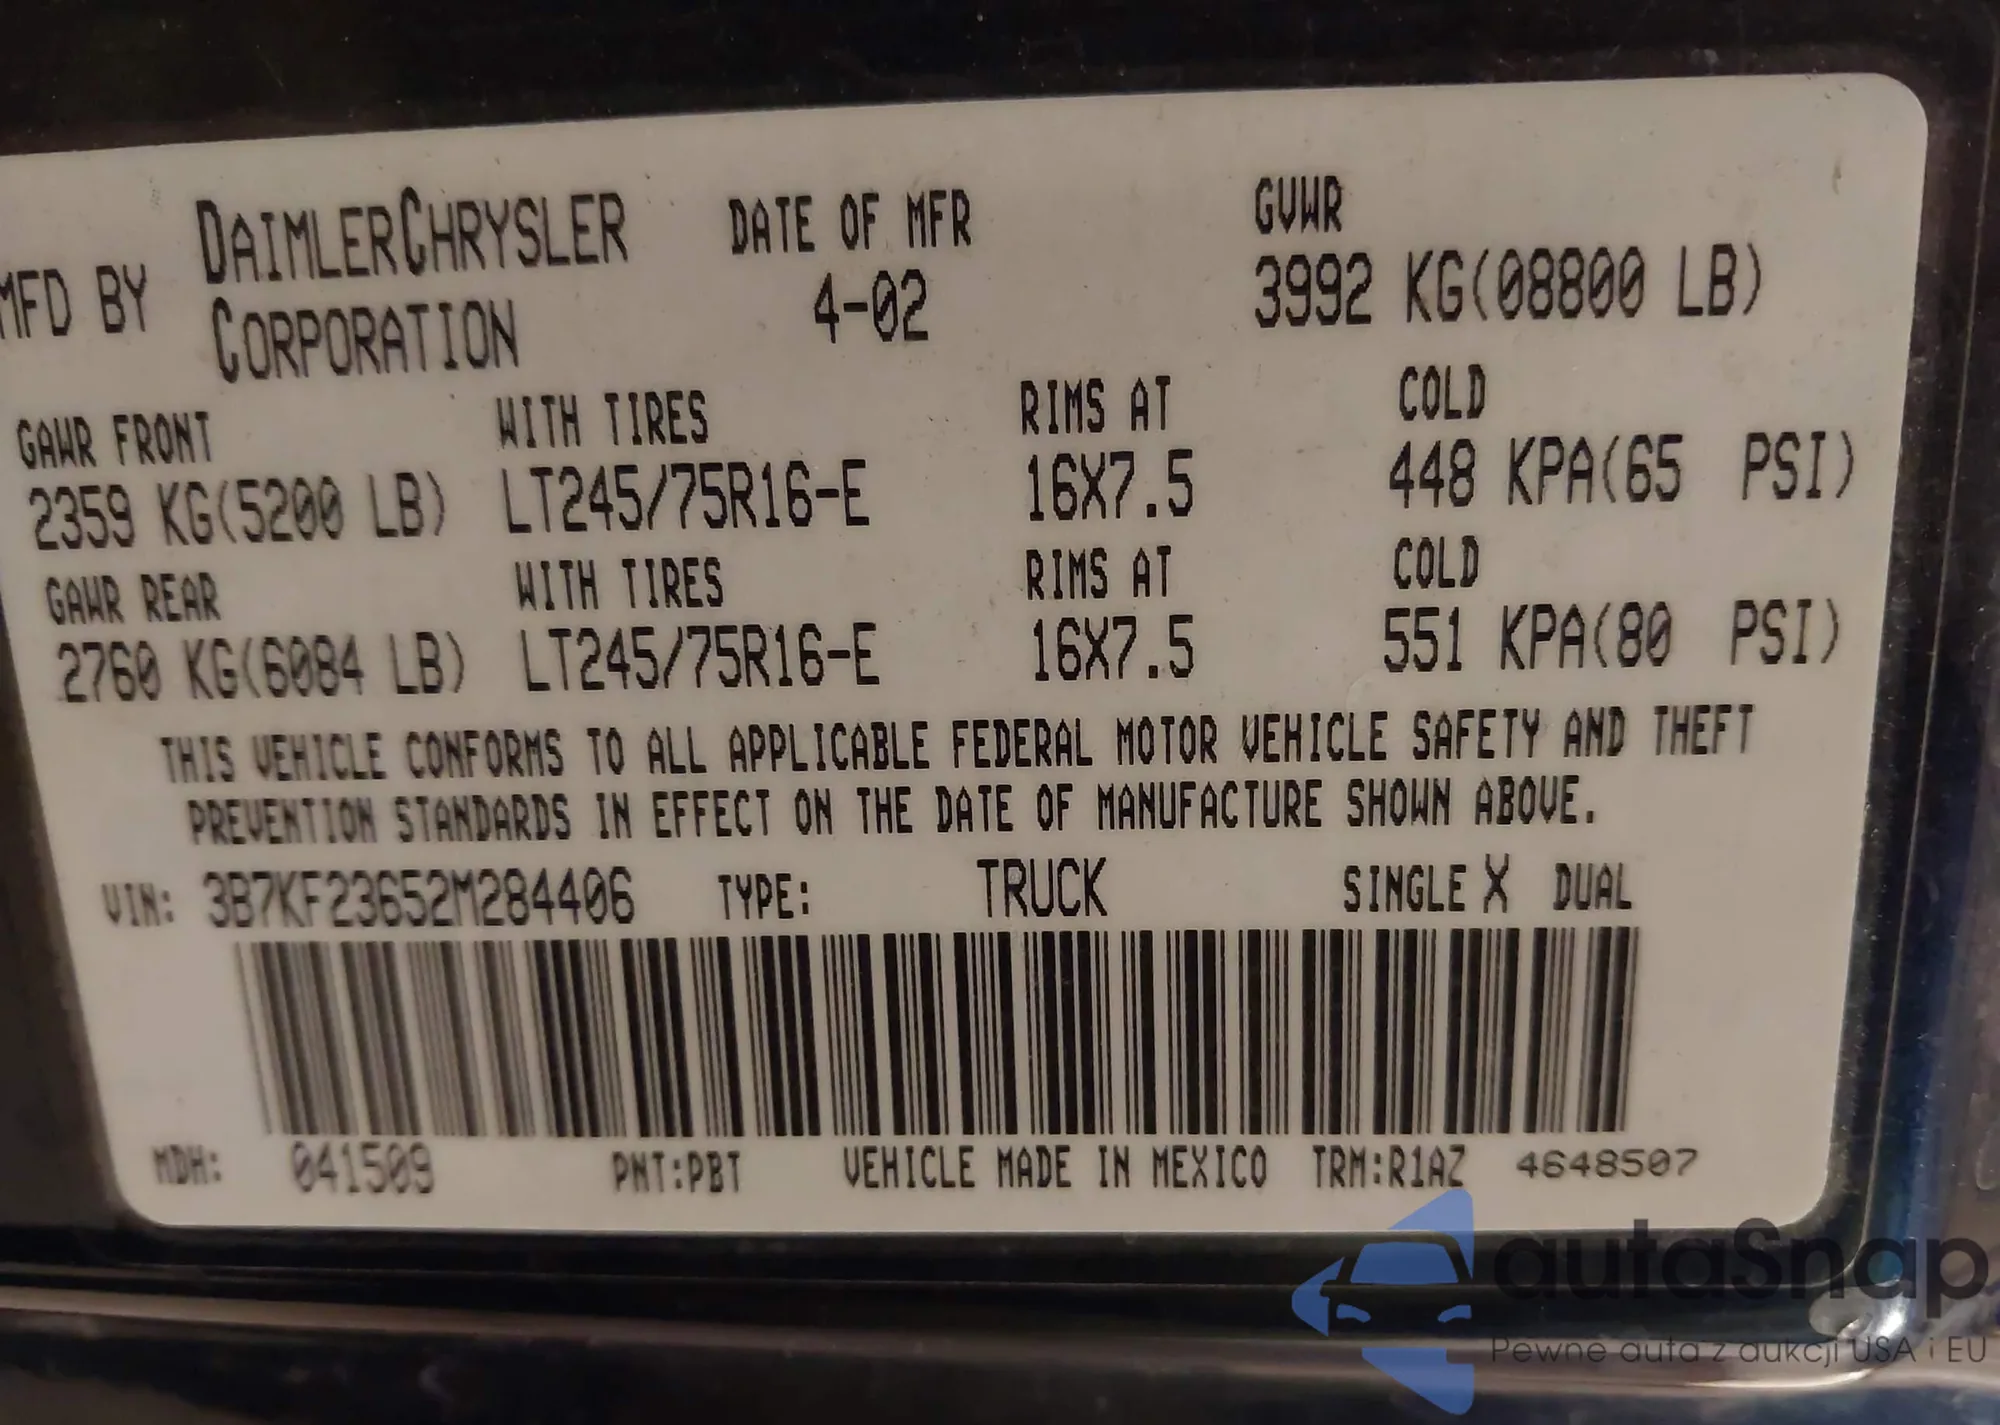 MFD BY DAIMLERCHRYSLER CORPORATION
DATE OF MFR
4-02
GVWR
3992 KG(08800 LB)
GAWR FRONT WITH TIRES RIMS AT COLD
2359 KG(5200 LB) LT245/75R16-E 16X7.5 448 KPA(65 PSI)
GAWR REAR WITH TIRES RIMS AT COLD
2760 KG(6084 LB) LT245/75R16-E 16X7.5 551 KPA(80 PSI)
THIS VEHICLE CONFORMS TO ALL APPLICABLE FEDERAL MOTOR VEHICLE SAFETY AND THEFT
PREVENTION STANDARDS IN EFFECT ON THE DATE OF MANUFACTURE SHOWN ABOVE.
VIN: 3B7KF23652M284406 TYPE: TRUCK SINGLE X DUAL
MDH: 041509 PNT:PBT VEHICLE MADE IN MEXICO TRM:R1AZ 4648507
autaSnap
Pewne auta z aukcji USA i EU